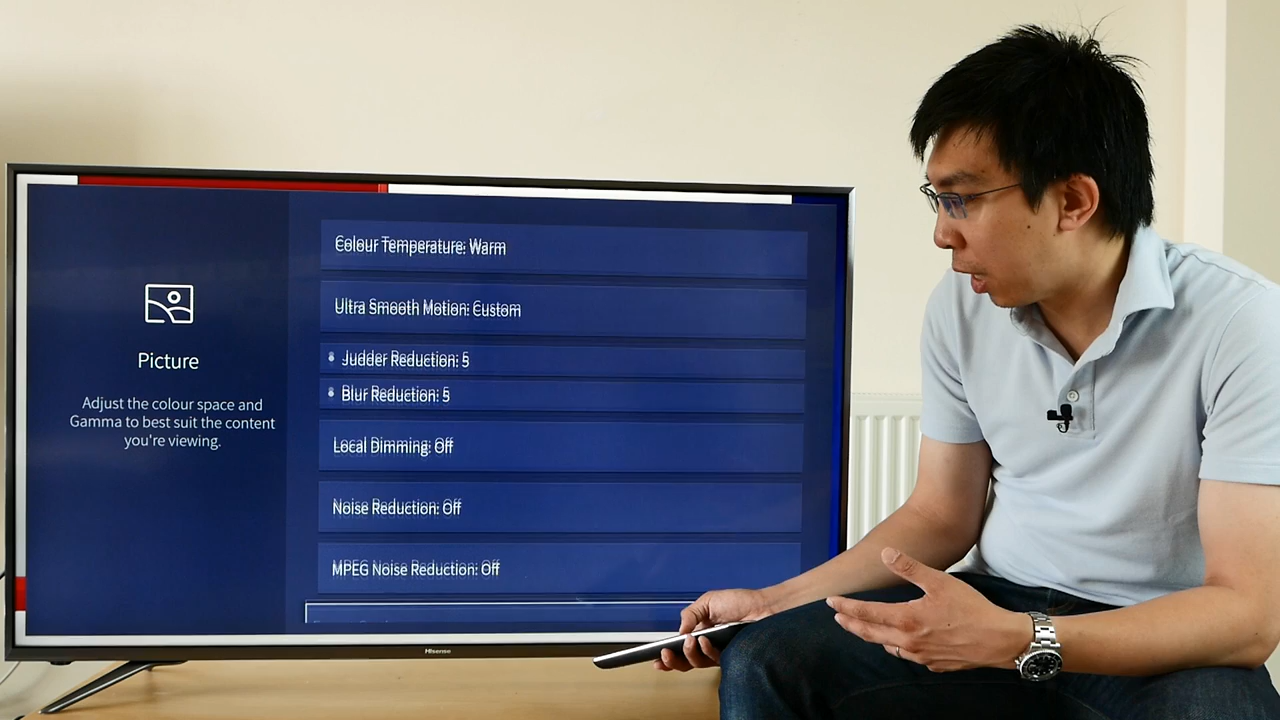 Colour Temperature: Warm
Ultra Smooth Motion: Custom
Judder Reduction: 5
Blur Reduction: 5
Local Dimming: Off
Noise Reduction: Off
MPEG Noise Reduction: Off
Picture
Adjust the colour space and
Gamma to best suit the content
you're viewing.
Hisense